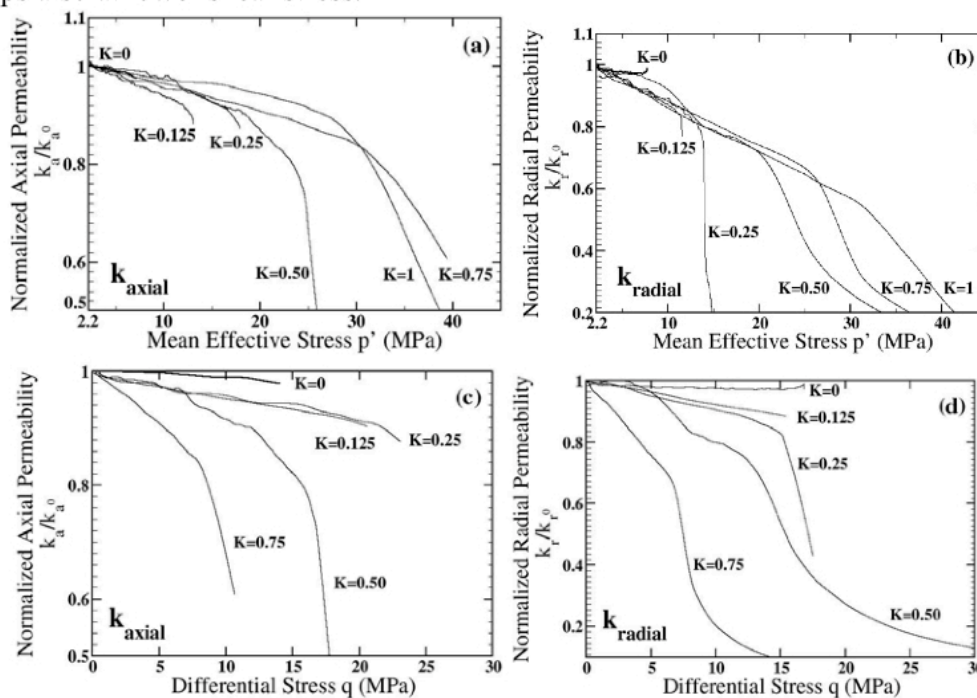 (a)
Normalized Axial Permeability
k_a/k_a^0
1.1
1
0.8
0.6
0.5
K=0
K=0.125
K=0.25
K=0.50
K=1
K=0.75
k_axial
2.2 10 20 30 40
Mean Effective Stress p' (MPa)
(b)
Normalized Radial Permeability
k_r/k_r^0
1.1
1
0.8
0.6
0.4
0.2
K=0
K=0.125
K=0.25
K=0.50
K=0.75
K=1
k_radial
2.2 10 20 30 40
Mean Effective Stress p' (MPa)
(c)
Normalized Axial Permeability
k_a/k_a^0
1
0.8
0.6
0.5
K=0
K=0.125
K=0.25
K=0.75
K=0.50
k_axial
0 5 10 15 20 25 30
Differential Stress q (MPa)
(d)
Normalized Radial Permeability
k_r/k_r^0
1
0.8
0.6
0.4
0.2
K=0
K=0.125
K=0.25
K=0.75
K=0.50
k_radial
0 5 10 15 20 25 30
Differential Stress q (MPa)